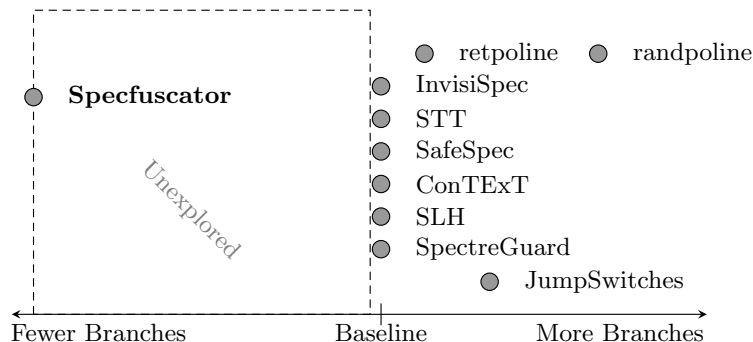 retpoline randpoline
InvisiSpec
Specfuscator
STT
SafeSpec
ConTExT
Unexplored
SLH
SpectreGuard
JumpSwitches
Fewer Branches Baseline More Branches